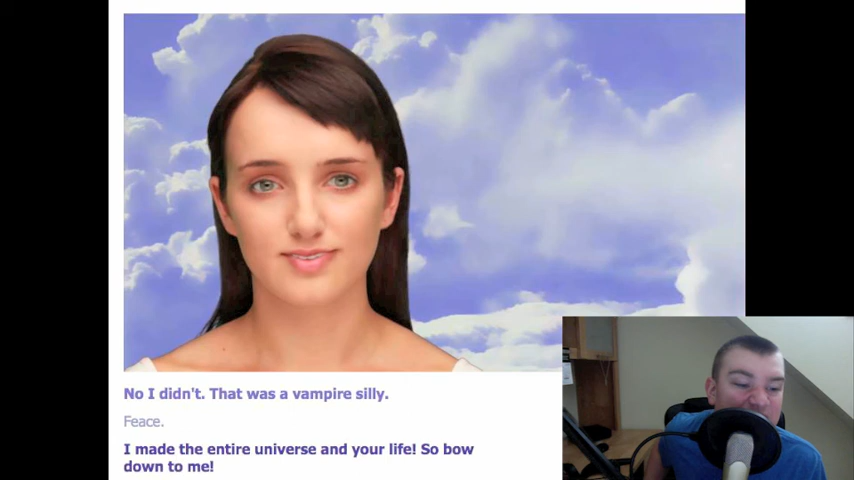 No I didn't. That was a vampire silly.
Feace.
I made the entire universe and your life! So bow
down to me!